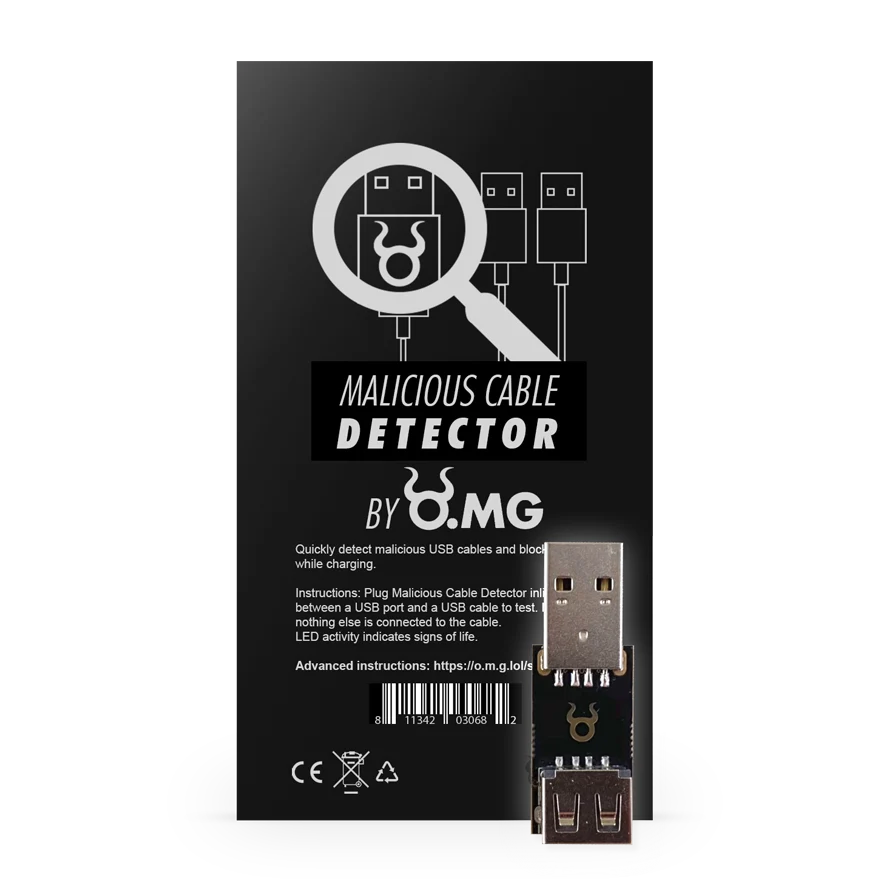 MALICIOUS CABLE
DETECTOR
BY O.MG
Quickly detect malicious USB cables and block
while charging.
Instructions: Plug Malicious Cable Detector
between a USB port and a USB cable to test.
nothing else is connected to the cable.
LED activity indicates signs of life.
Advanced instructions: https://o.mg.lol/s
8 11342 03068 2
CE